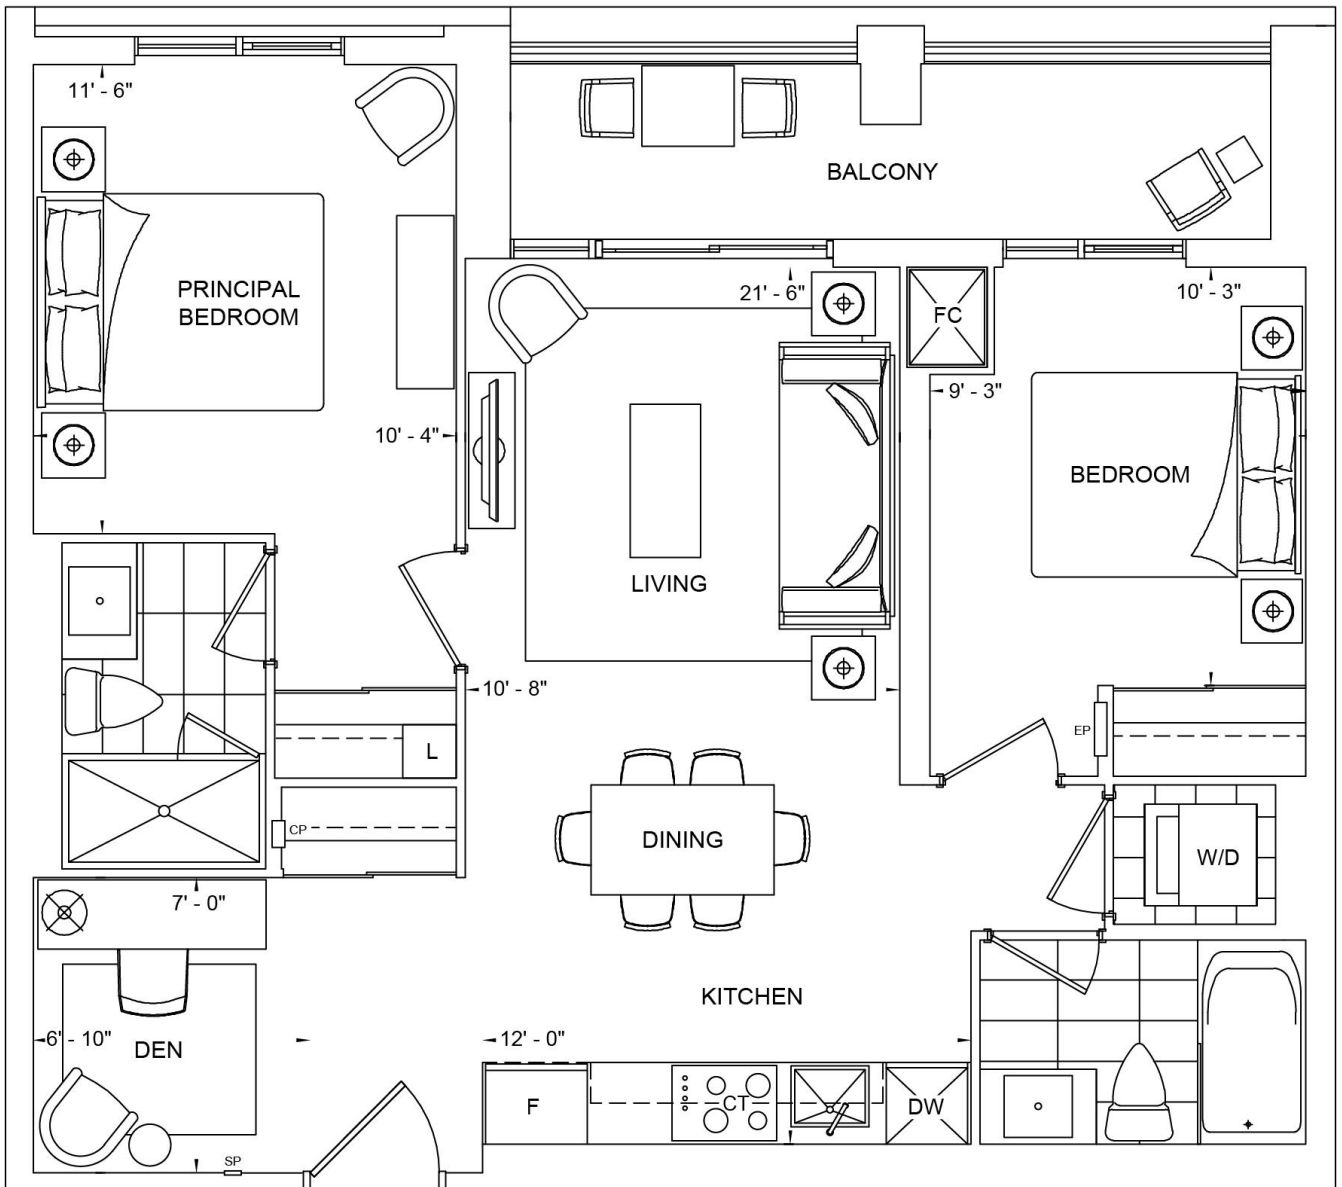 11' - 6"
BALCONY
PRINCIPAL
BEDROOM
21' - 6"
10' - 3"
FC
9' - 3"
10' - 4"
BEDROOM
LIVING
10' - 8"
EP
L
CP
DINING
W/D
7' - 0"
KITCHEN
6' - 10"
DEN
12' - 0"
F
CT
DW
SP